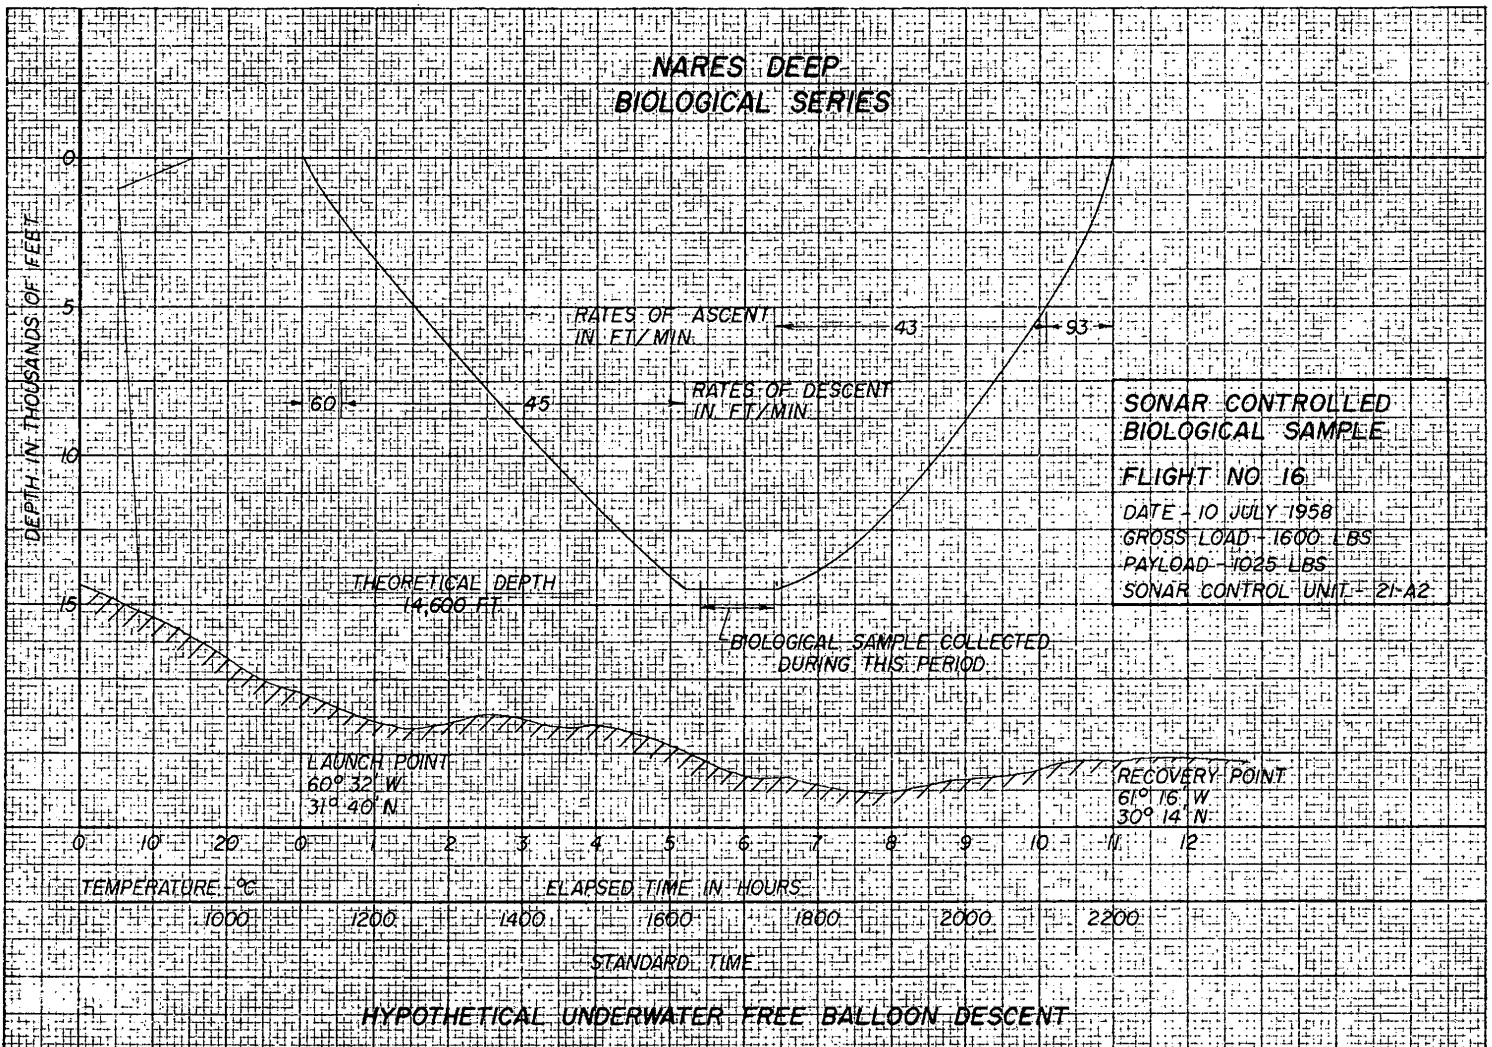 NARES DEEP
BIOLOGICAL SERIES
0
5
10
15
DEPTH IN THOUSANDS OF FEET
RATES OF ASCENT
IN FT/MIN.
43
93
60
45
RATES OF DESCENT
IN FT/MIN
SONAR CONTROLLED
BIOLOGICAL SAMPLE
FLIGHT NO 16
DATE - 10 JULY 1958
GROSS LOAD - 1600 LBS
PAYLOAD - 1025 LBS
SONAR CONTROL UNIT - 21-A2
THEORETICAL DEPTH
14,600 FT.
BIOLOGICAL SAMPLE COLLECTED
DURING THIS PERIOD
LAUNCH POINT
60° 32' W
31° 40' N
RECOVERY POINT
61° 16' W
30° 14' N
0 10 20 0 1 2 3 4 5 6 7 8 9 10 11 12
TEMPERATURE - °C
ELAPSED TIME IN HOURS
1000 1200 1400 1600 1800 2000 2200
STANDARD TIME
HYPOTHETICAL UNDERWATER FREE BALLOON DESCENT